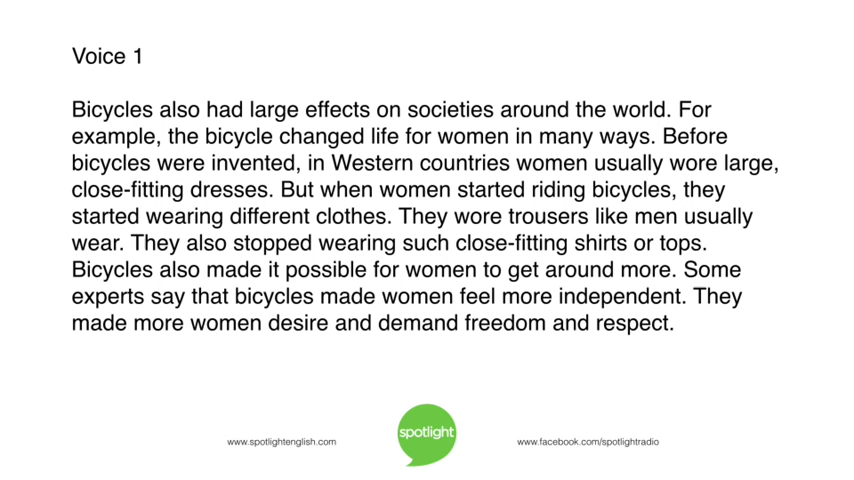 Voice 1
Bicycles also had large effects on societies around the world. For
example, the bicycle changed life for women in many ways. Before
bicycles were invented, in Western countries women usually wore large,
close-fitting dresses. But when women started riding bicycles, they
started wearing different clothes. They wore trousers like men usually
wear. They also stopped wearing such close-fitting shirts or tops.
Bicycles also made it possible for women to get around more. Some
experts say that bicycles made women feel more independent. They
made more women desire and demand freedom and respect.
www.spotlightenglish.com
spotlight
www.facebook.com/spotlightradio